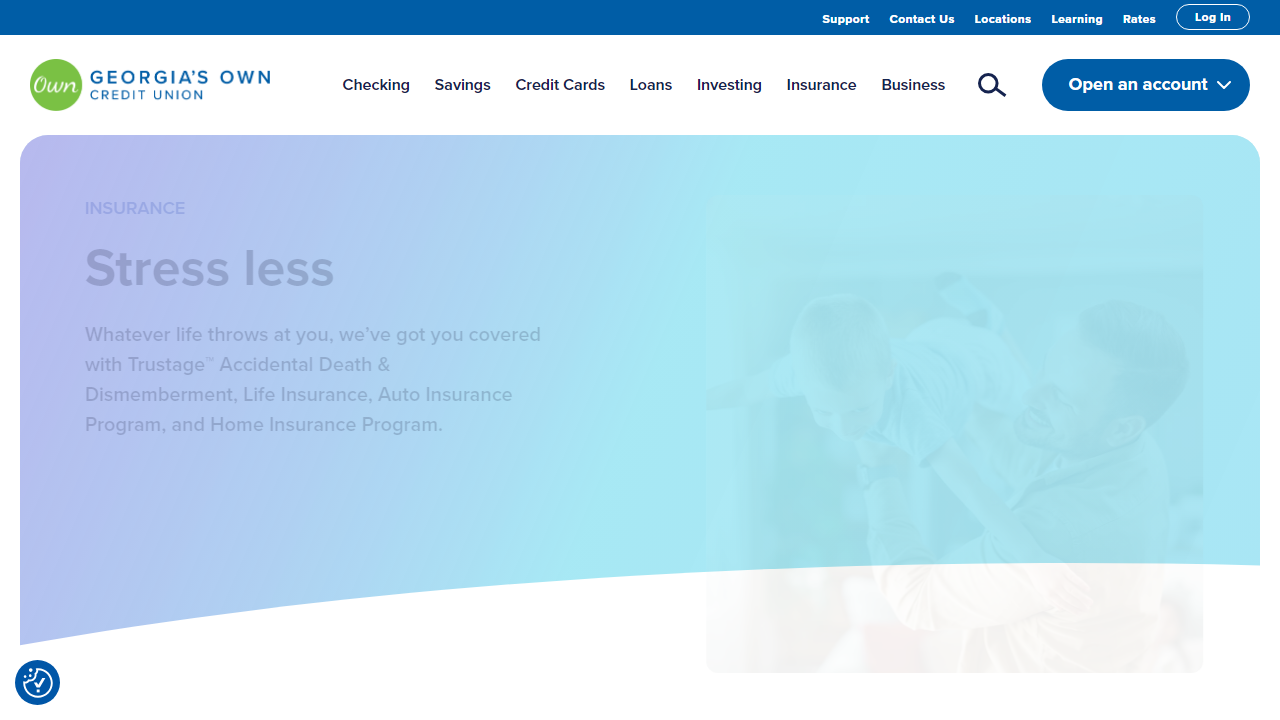 Support Contact Us Locations Learning Rates Log In
Own GEORGIA'S OWN
CREDIT UNION
Checking Savings Credit Cards Loans Investing Insurance Business Open an account
INSURANCE
Stress less
Whatever life throws at you, we've got you covered
with Trustage™ Accidental Death &
Dismemberment, Life Insurance, Auto Insurance
Program, and Home Insurance Program.